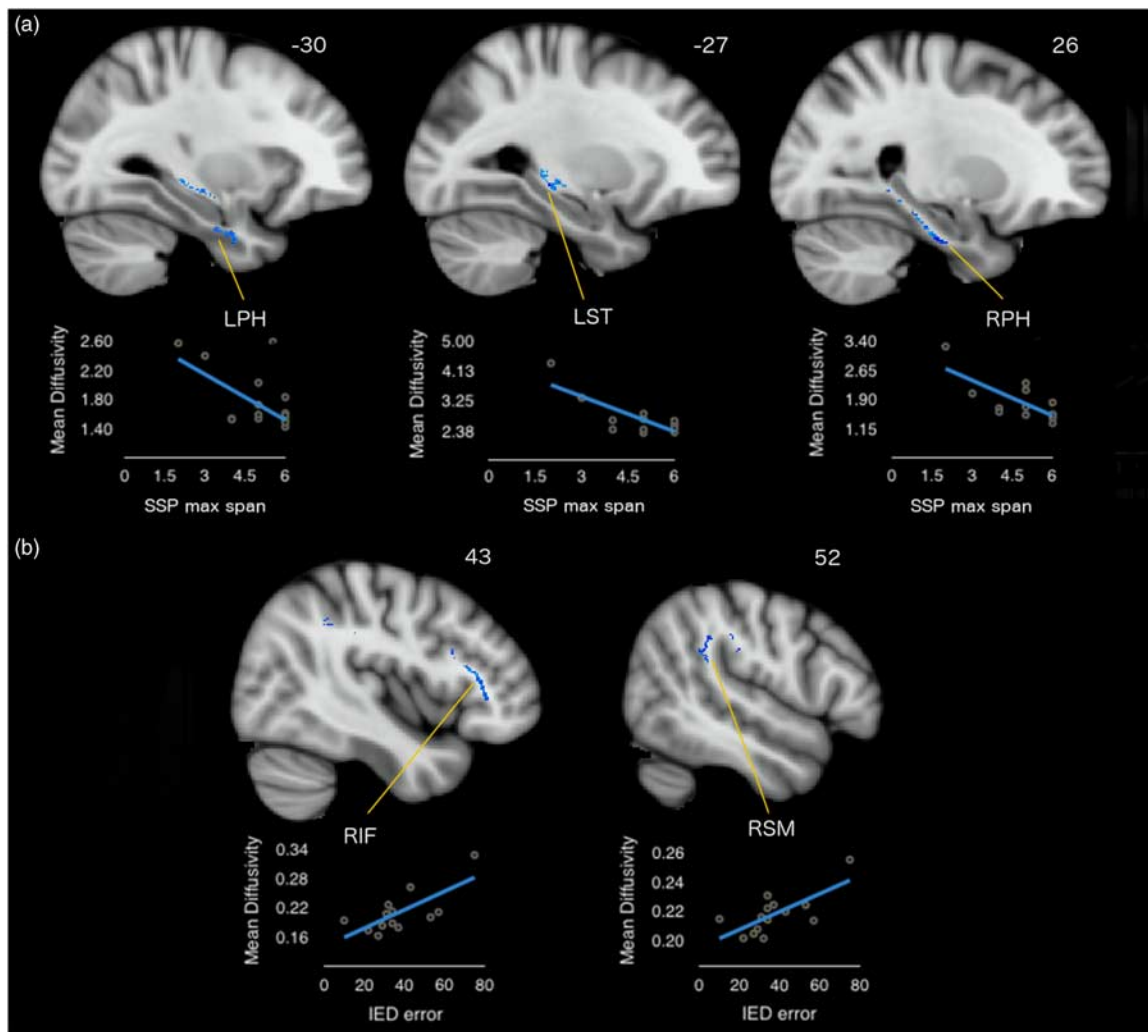 (a)
-30
-27
26
LPH
LST
RPH
Mean Diffusivity
2.60
2.20
1.80
1.40
0 1.5 3 4.5 6
SSP max span
Mean Diffusivity
5.00
4.13
3.25
2.38
0 1.5 3 4.5 6
SSP max span
Mean Diffusivity
3.40
2.65
1.90
1.15
0 1.5 3 4.5 6
SSP max span
(b)
43
52
RIF
RSM
Mean Diffusivity
0.34
0.28
0.22
0.16
0 20 40 60 80
IED error
Mean Diffusivity
0.26
0.24
0.22
0.20
0 20 40 60 80
IED error